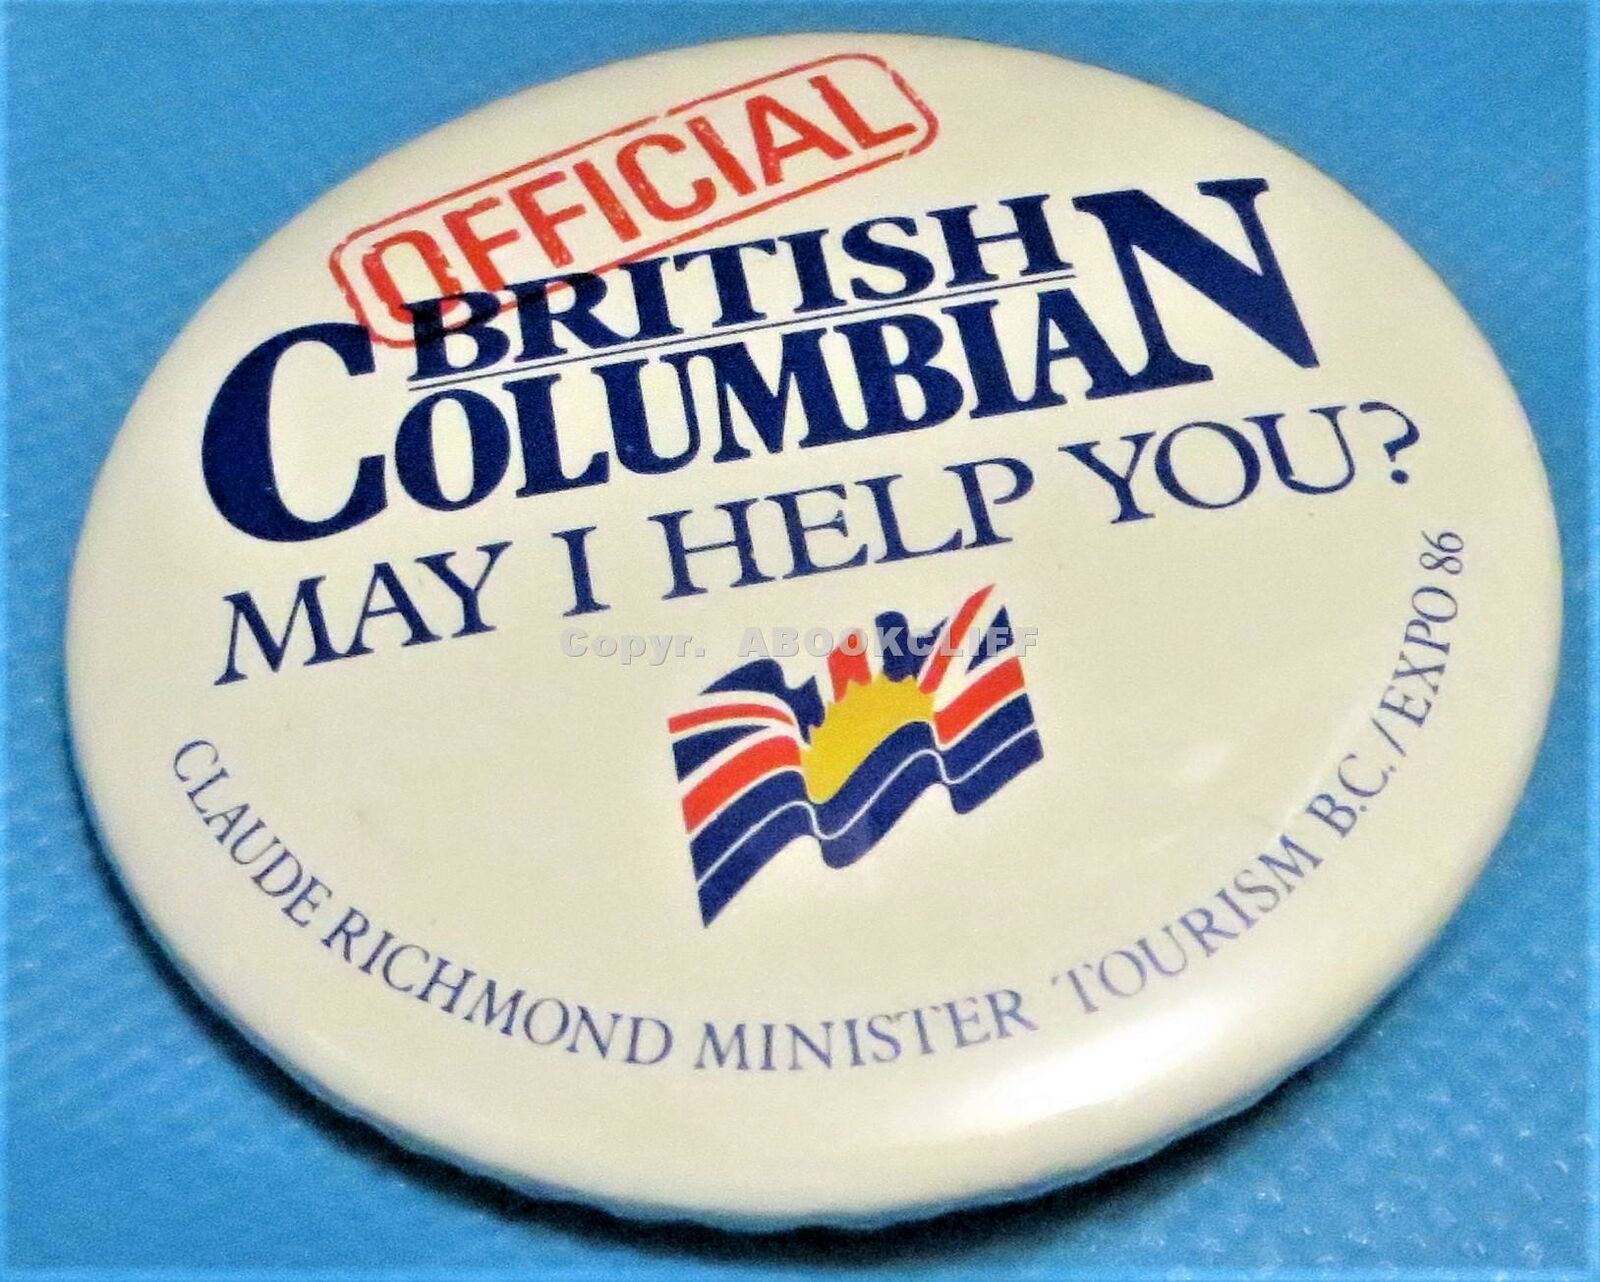 OFFICIAL
BRITISH
COLUMBIAN
MAY I HELP YOU?
Copyr. ABOOKcLIFF
CLAUDE RICHMOND MINISTER TOURISM B.C./EXPO 86